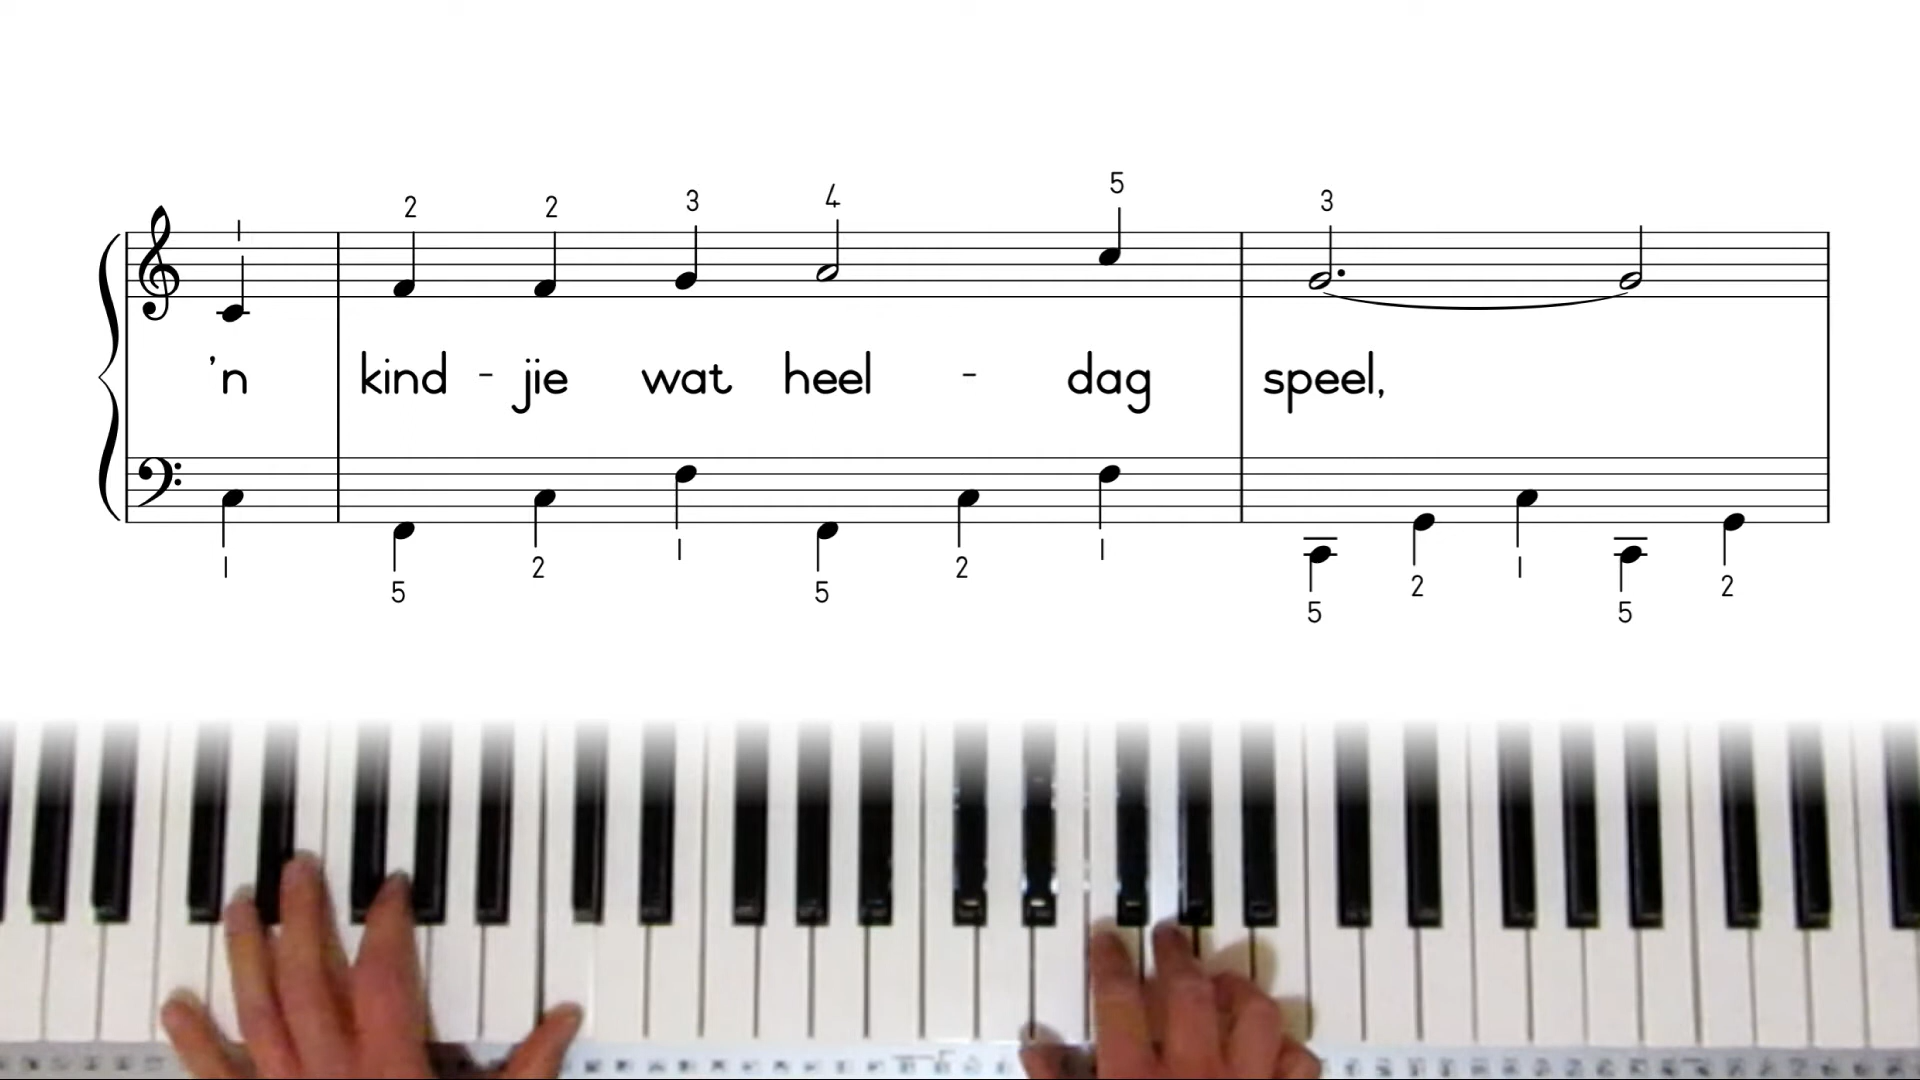 1 2 2 3 4 5 3
'n kind - jie wat heel - dag speel,
1 5 2 1 5 2 1 5 2 1 5 2